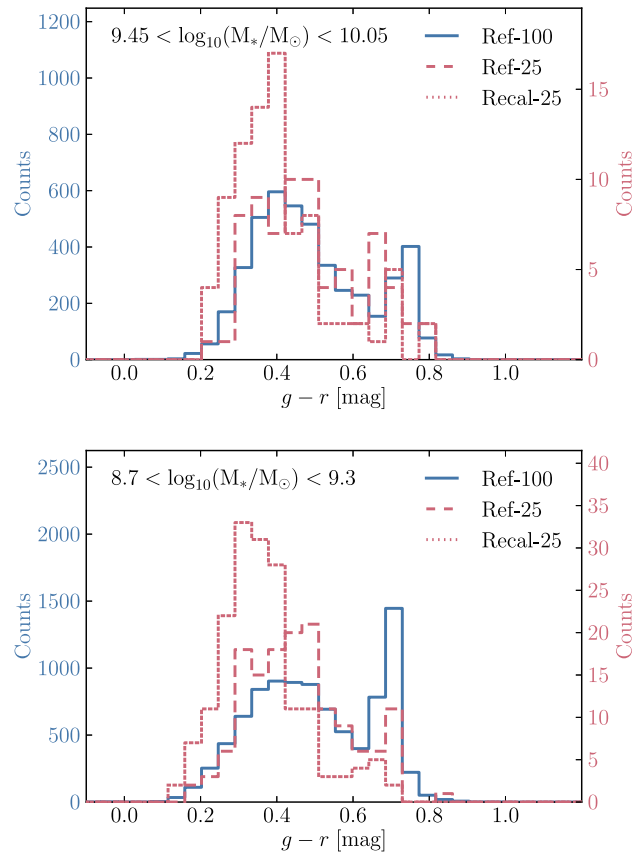 9.45 < log₁₀(M*/M⊙) < 10.05
Ref-100
Ref-25
Recal-25
1200
1000
800
600
400
200
0
Counts
15
10
5
0
Counts
0.0 0.2 0.4 0.6 0.8 1.0
g − r [mag]
8.7 < log₁₀(M*/M⊙) < 9.3
Ref-100
Ref-25
Recal-25
2500
2000
1500
1000
500
0
Counts
40
35
30
25
20
15
10
5
0
Counts
0.0 0.2 0.4 0.6 0.8 1.0
g − r [mag]